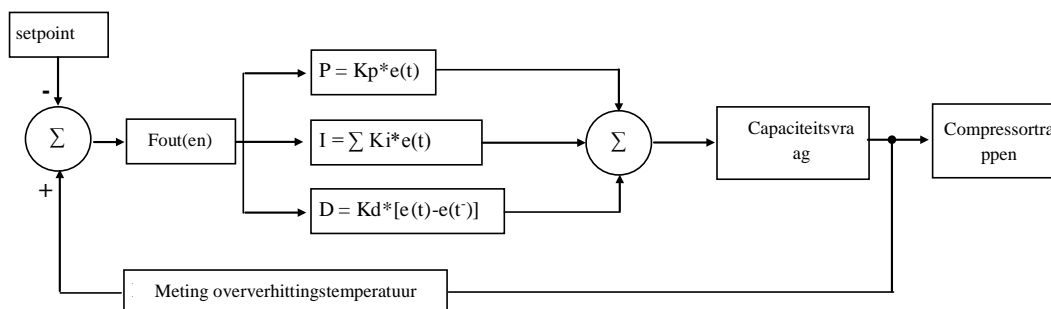 setpoint
-
∑
+
Fout(en)
P = Kp*e(t)
I = ∑ Ki*e(t)
D = Kd*[e(t)-e(t⁻)]
∑
Capaciteitsvra
ag
Compressortra
ppen
Meting oververhittingstemperatuur